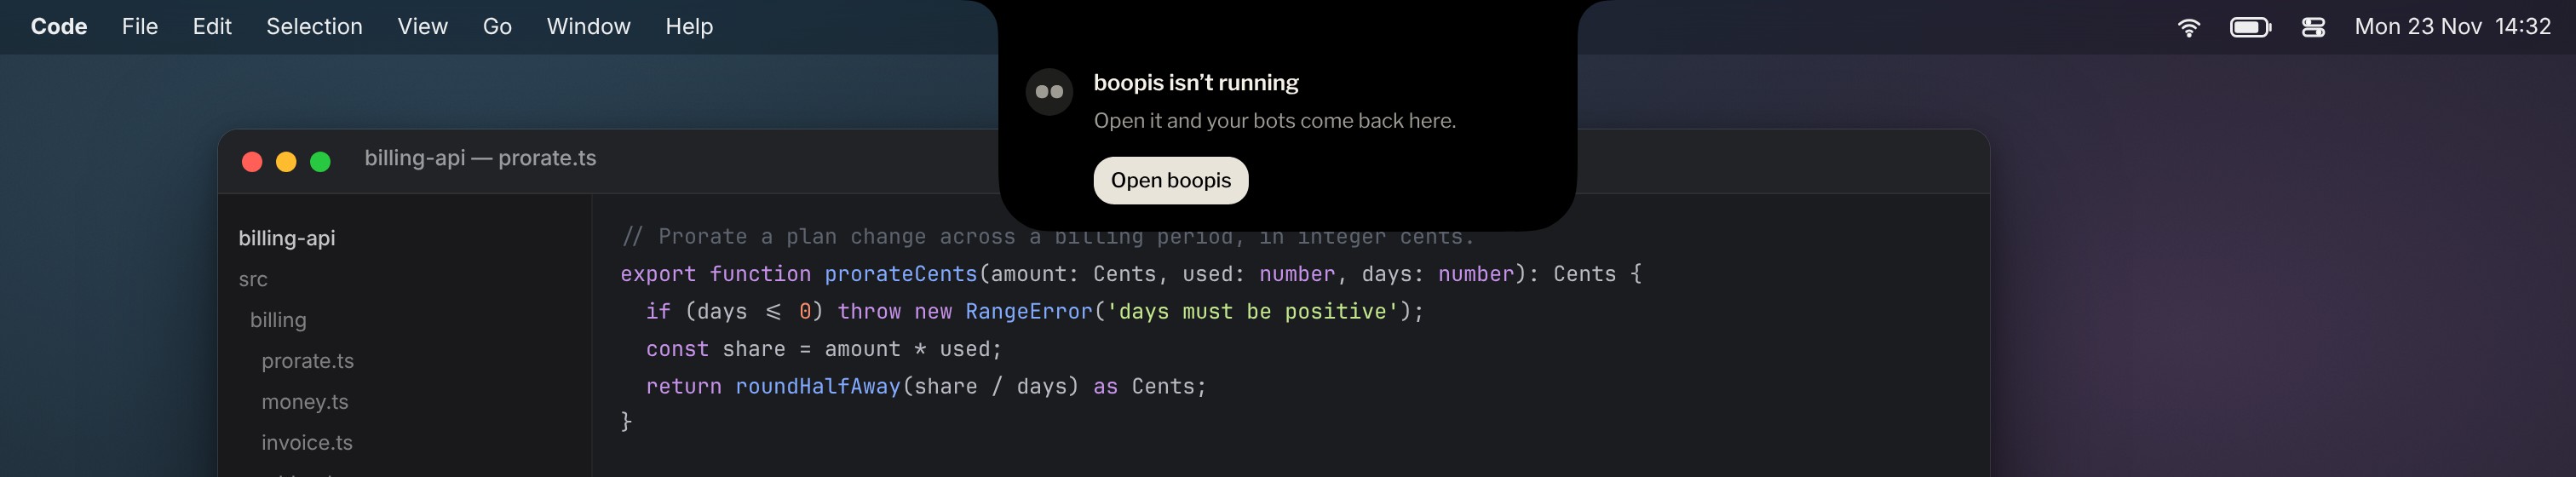 Code File Edit Selection View Go Window Help
Mon 23 Nov 14:32
boopis isn’t running
Open it and your bots come back here.
Open boopis
billing-api — prorate.ts
billing-api
src
billing
prorate.ts
money.ts
invoice.ts
// Prorate a plan change across a billing period, in integer cents.
export function prorateCents(amount: Cents, used: number, days: number): Cents {
if (days <= 0) throw new RangeError('days must be positive');
const share = amount * used;
return roundHalfAway(share / days) as Cents;
}